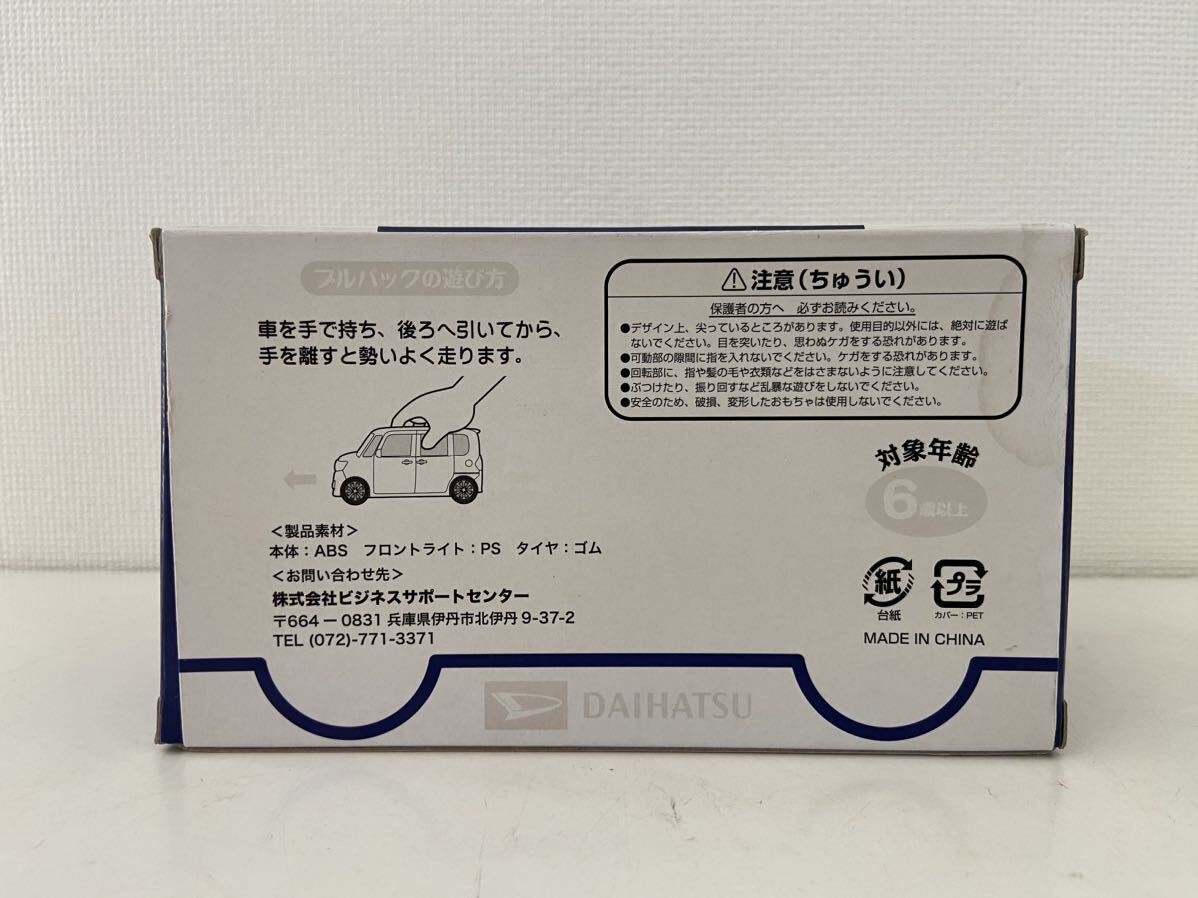 プルバックの遊び方
車を手で持ち、後ろへ引いてから、
手を離すと勢いよく走ります。
⚠注意(ちゅうい)
保護者の方へ 必ずお読みください。
●デザイン上、尖っているところがあります。使用目的以外には、絶対に遊ば
ないでください。目を突いたり、思わぬケガをする恐れがあります。
●可動部の隙間に指を入れないでください。ケガをする恐れがあります。
●回転部に、指や髪の毛や衣類などをはさまないように注意してください。
●ぶつけたり、振り回すなど乱暴な遊びをしないでください。
●安全のため、破損、変形したおもちゃは使用しないでください。
対象年齢
6歳以上
<製品素材>
本体:ABS フロントライト:PS タイヤ:ゴム
<お問い合わせ先>
株式会社ビジネスサポートセンター
〒664-0831 兵庫県伊丹市北伊丹9-37-2
TEL (072)-771-3371
紙
台紙
プラ
カバー:PET
MADE IN CHINA
DAIHATSU